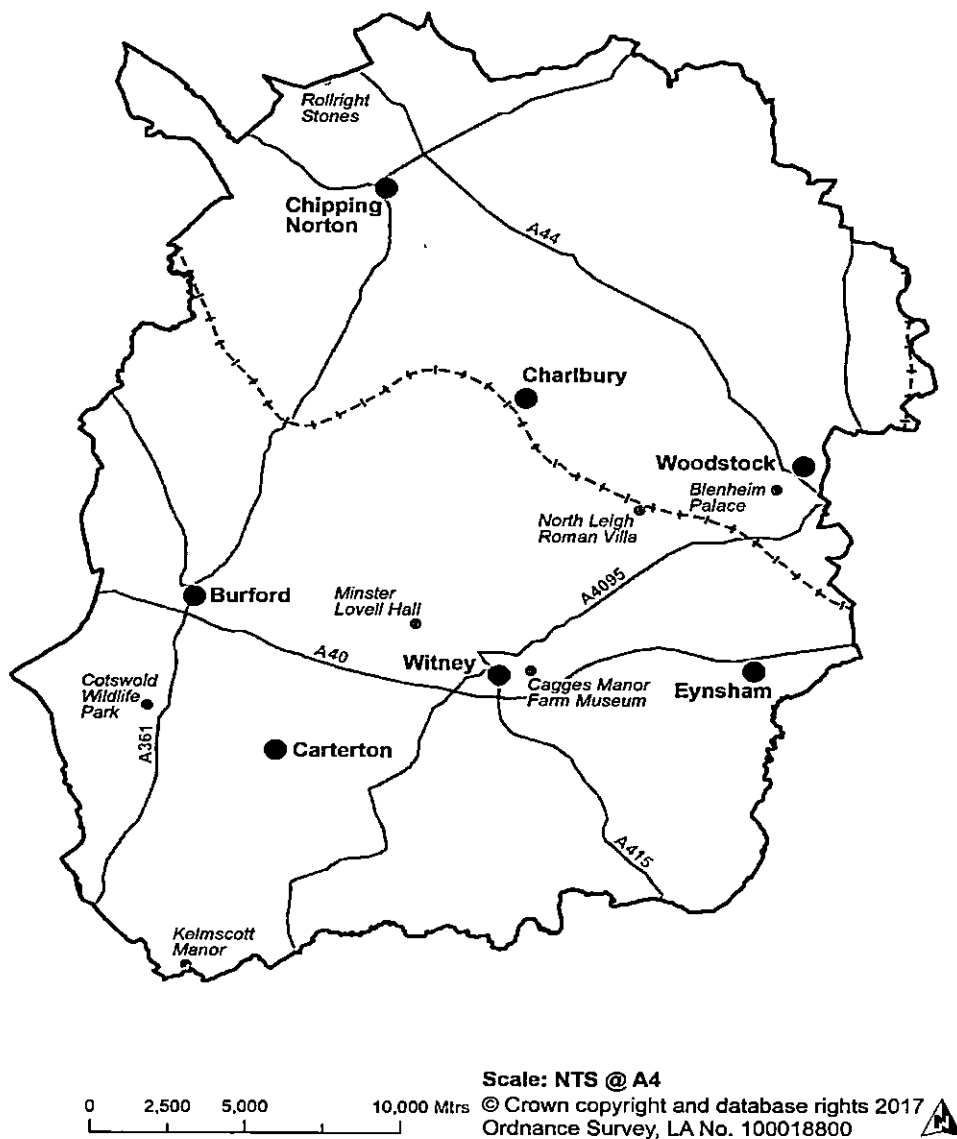 Rollright
Stones
Chipping
Norton
A44
Charlbury
Woodstock
Blenheim
Palace
North Leigh
Roman Villa
A4095
Burford
Minster
Lovell Hall
A40
Witney
Cagges Manor
Farm Museum
Eynsham
Cotswold
Wildlife
Park
A361
Carterton
A415
Kelmscott
Manor
Scale: NTS @ A4
0 2,500 5,000 10,000 Mtrs
© Crown copyright and database rights 2017
Ordnance Survey, LA No. 100018800
N